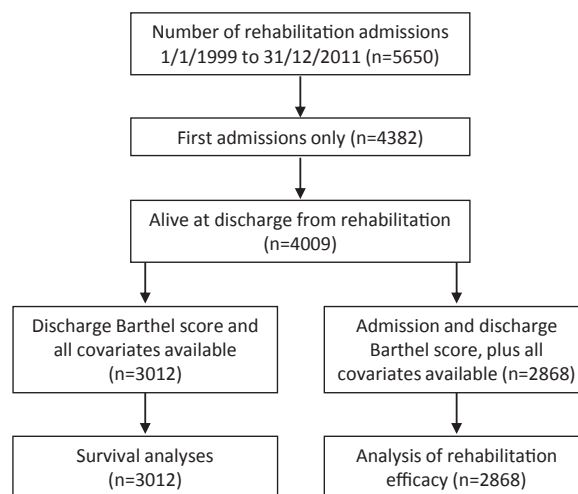 Number of rehabilitation admissions
1/1/1999 to 31/12/2011 (n=5650)
First admissions only (n=4382)
Alive at discharge from rehabilitation
(n=4009)
Discharge Barthel score and
all covariates available
(n=3012)
Admission and discharge
Barthel score, plus all
covariates available (n=2868)
Survival analyses
(n=3012)
Analysis of rehabilitation
efficacy (n=2868)